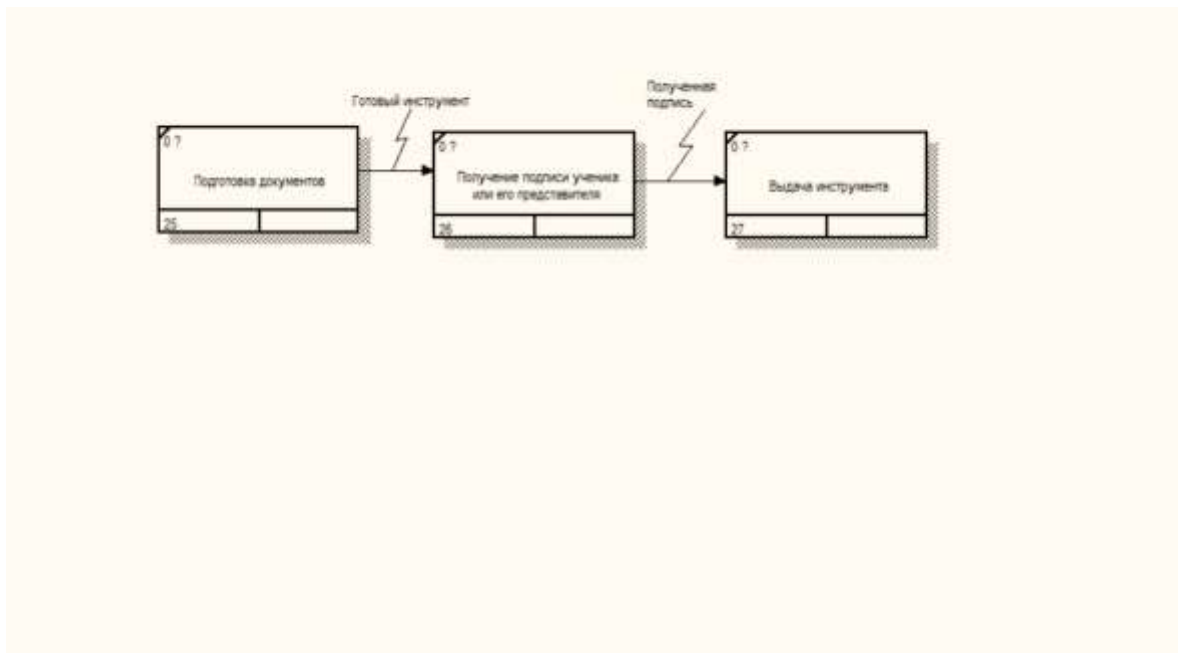 Готовый инструмент
Полученная
подпись
0 ?
Подготовка документов
25
0 ?
Получение подписи ученика
или его представителя
26
0 ?
Выдача инструмента
27